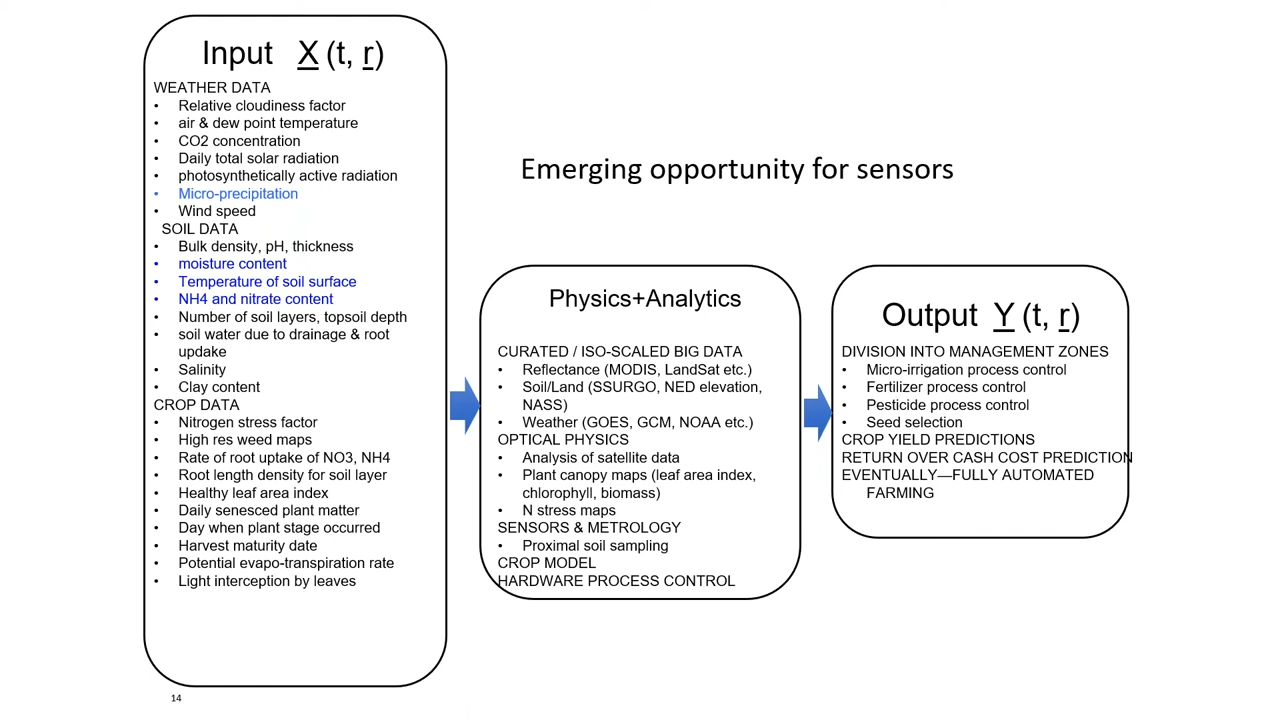 Input X (t, r)
WEATHER DATA
• Relative cloudiness factor
• air & dew point temperature
• CO2 concentration
• Daily total solar radiation
• photosynthetically active radiation
• Micro-precipitation
• Wind speed
SOIL DATA
• Bulk density, pH, thickness
• moisture content
• Temperature of soil surface
• NH4 and nitrate content
• Number of soil layers, topsoil depth
• soil water due to drainage & root
updake
• Salinity
• Clay content
CROP DATA
• Nitrogen stress factor
• High res weed maps
• Rate of root uptake of NO3, NH4
• Root length density for soil layer
• Healthy leaf area index
• Daily senesced plant matter
• Day when plant stage occurred
• Harvest maturity date
• Potential evapo-transpiration rate
• Light interception by leaves
Emerging opportunity for sensors
Physics+Analytics
CURATED / ISO-SCALED BIG DATA
• Reflectance (MODIS, LandSat etc.)
• Soil/Land (SSURGO, NED elevation,
NASS)
• Weather (GOES, GCM, NOAA etc.)
OPTICAL PHYSICS
• Analysis of satellite data
• Plant canopy maps (leaf area index,
chlorophyll, biomass)
• N stress maps
SENSORS & METROLOGY
• Proximal soil sampling
CROP MODEL
HARDWARE PROCESS CONTROL
Output Y (t, r)
DIVISION INTO MANAGEMENT ZONES
• Micro-irrigation process control
• Fertilizer process control
• Pesticide process control
• Seed selection
CROP YIELD PREDICTIONS
RETURN OVER CASH COST PREDICTION
EVENTUALLY—FULLY AUTOMATED
FARMING
14